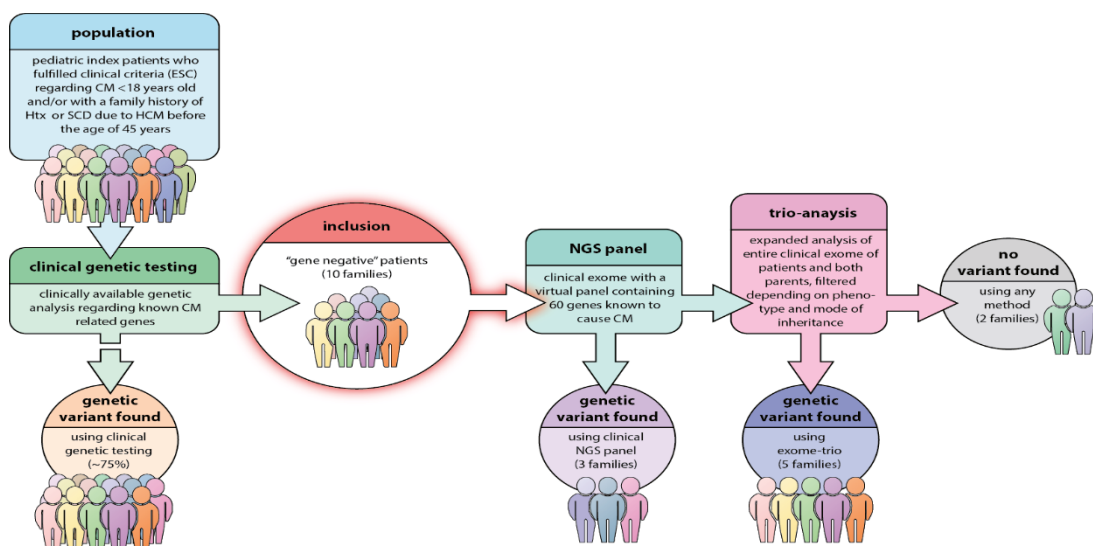 population
pediatric index patients who
fulfilled clinical criteria (ESC)
regarding CM <18 years old
and/or with a family history of
Htx or SCD due to HCM before
the age of 45 years
clinical genetic testing
clinically available genetic
analysis regarding known CM
related genes
genetic
variant found
using clinical
genetic testing
(~75%)
inclusion
"gene negative" patients
(10 families)
NGS panel
clinical exome with a
virtual panel containing
60 genes known to
cause CM
genetic
variant found
using clinical
NGS panel
(3 families)
trio-anaysis
expanded analysis of
entire clinical exome of
patients and both
parents, filtered
depending on pheno-
type and mode of
inheritance
genetic
variant found
using
exome-trio
(5 families)
no
variant found
using any
method
(2 families)